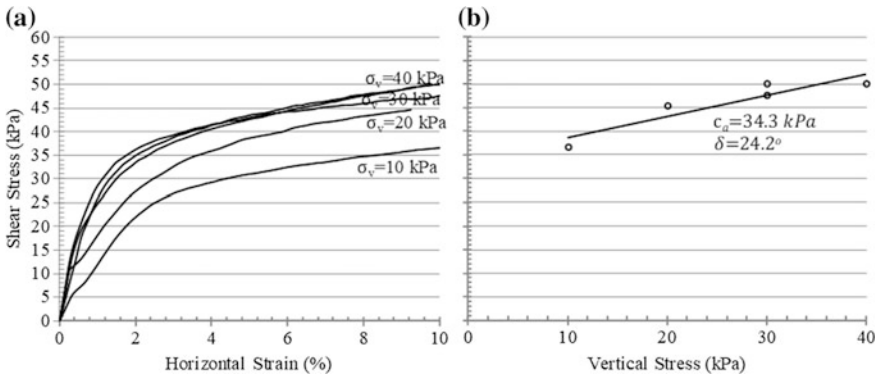 (a)
60
55
50
45
40
35
30
25
20
15
10
5
0
Shear Stress (kPa)
σv=40 kPa
σv=30 kPa
σv=20 kPa
σv=10 kPa
0 2 4 6 8 10
Horizontal Strain (%)
(b)
ca=34.3 kPa
δ=24.2°
0 10 20 30 40
Vertical Stress (kPa)